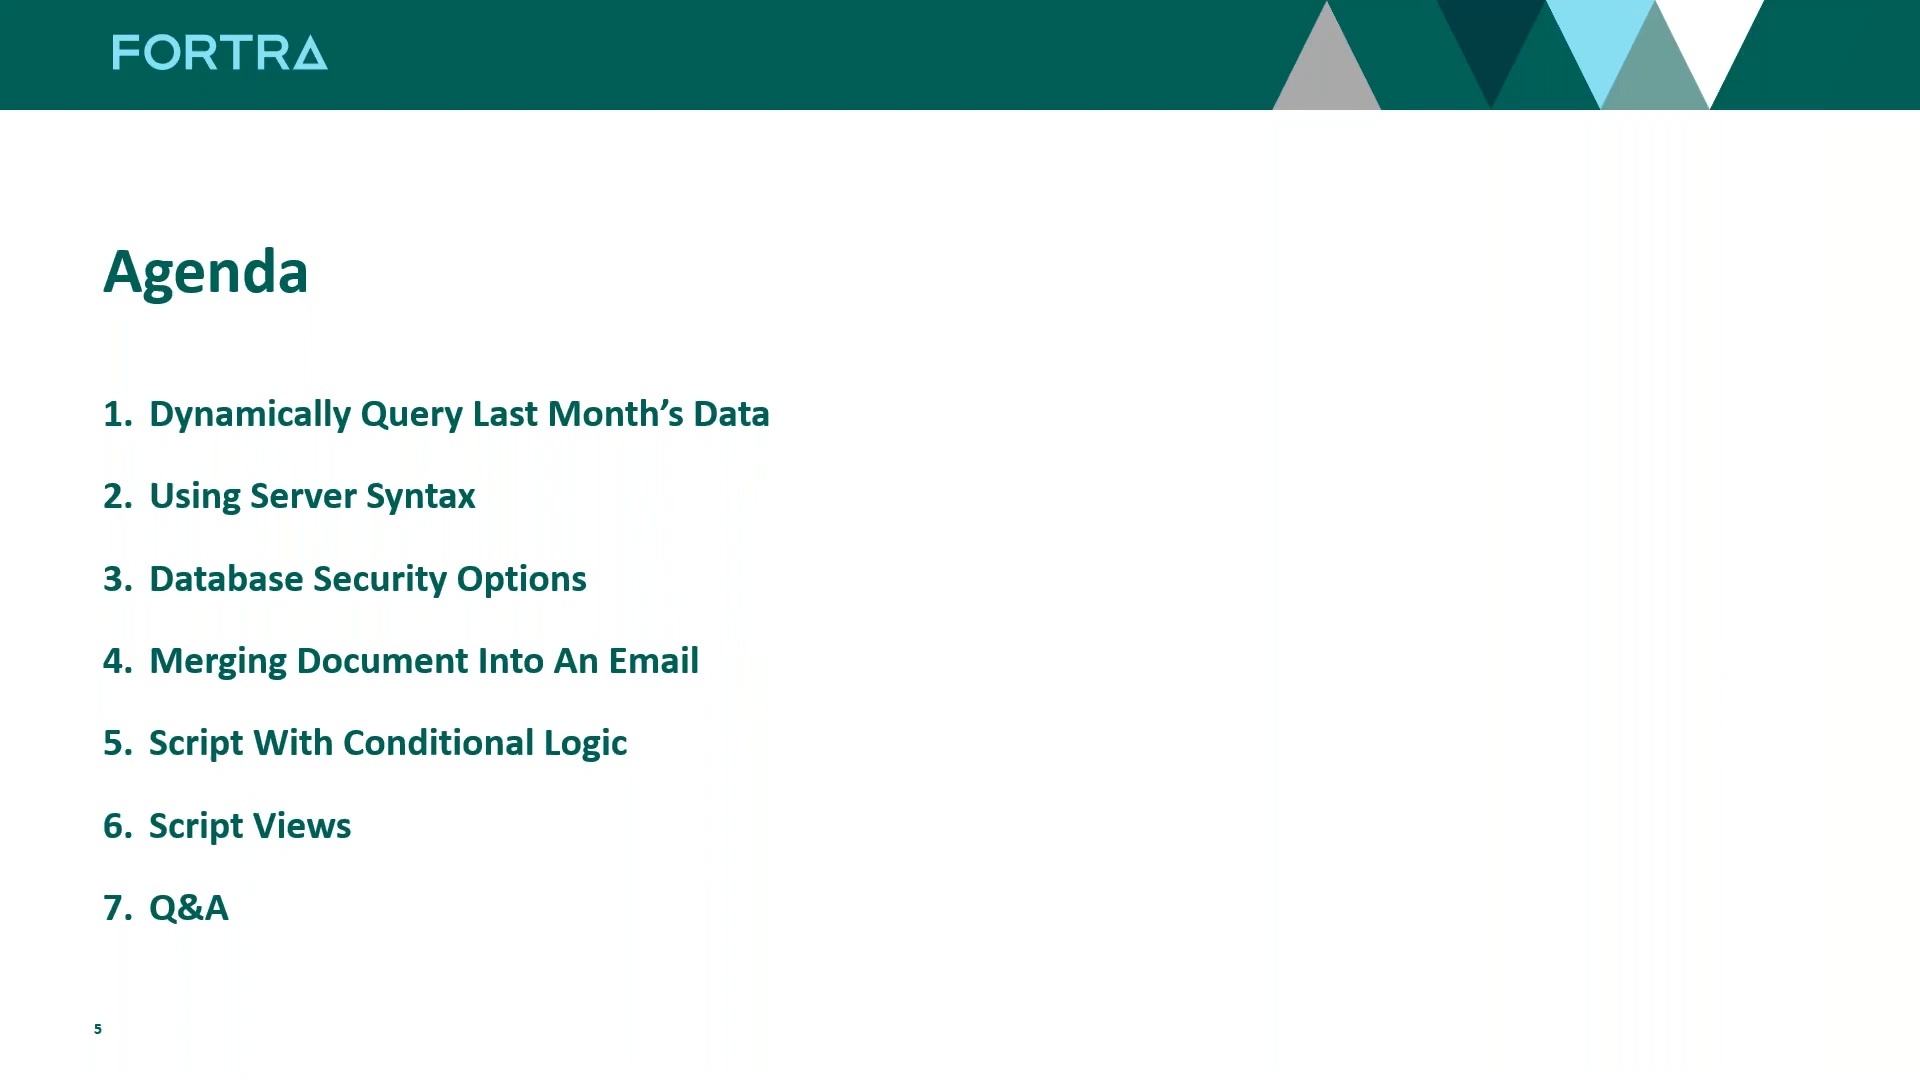 FORTRA
Agenda
1. Dynamically Query Last Month’s Data
2. Using Server Syntax
3. Database Security Options
4. Merging Document Into An Email
5. Script With Conditional Logic
6. Script Views
7. Q&A
5